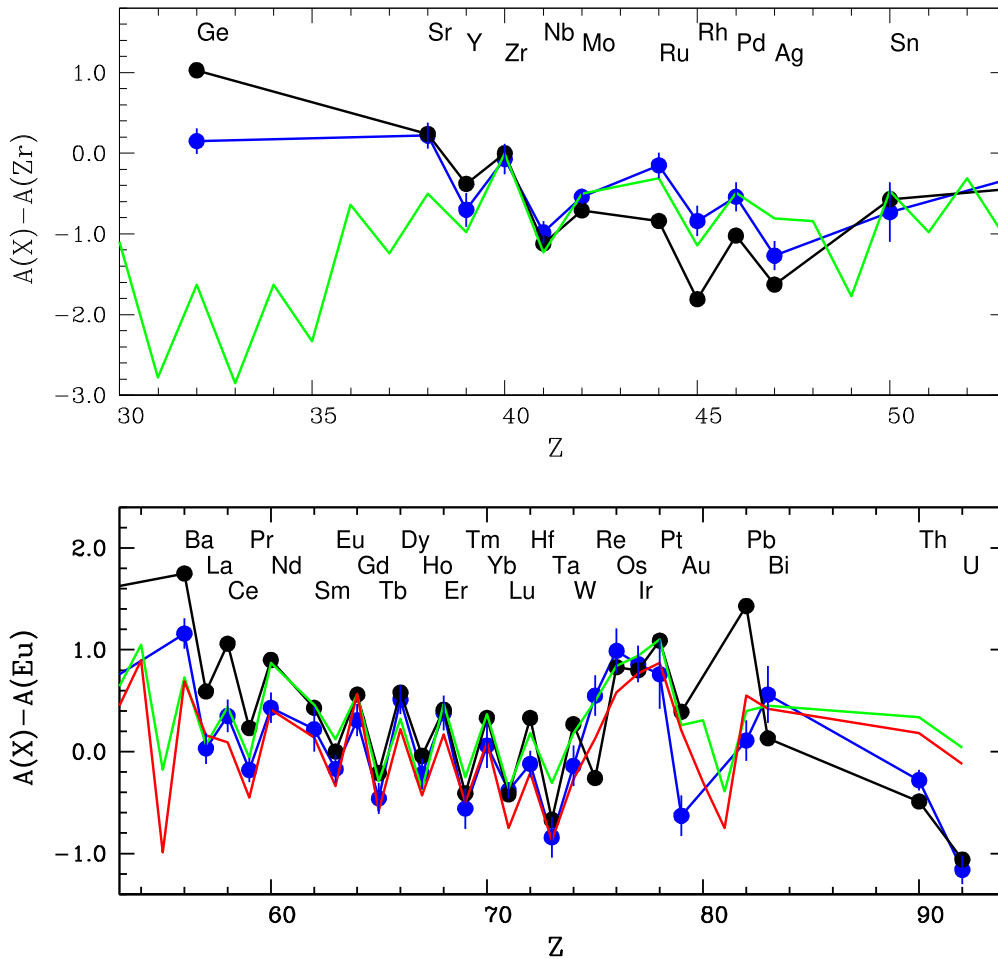 Ge Sr Nb Rh Sn
Y Zr Mo Ru Pd Ag
1.0
0.0
−1.0
−2.0
−3.0
A(X)−A(Zr)
30 35 40 45 50
Z
Ba Pr Eu Dy Tm Hf Re Pt Pb Th
La Nd Gd Ho Yb Ta Os Au Bi U
Ce Sm Tb Er Lu W Ir
2.0
1.0
0.0
−1.0
A(X)−A(Eu)
60 70 80 90
Z